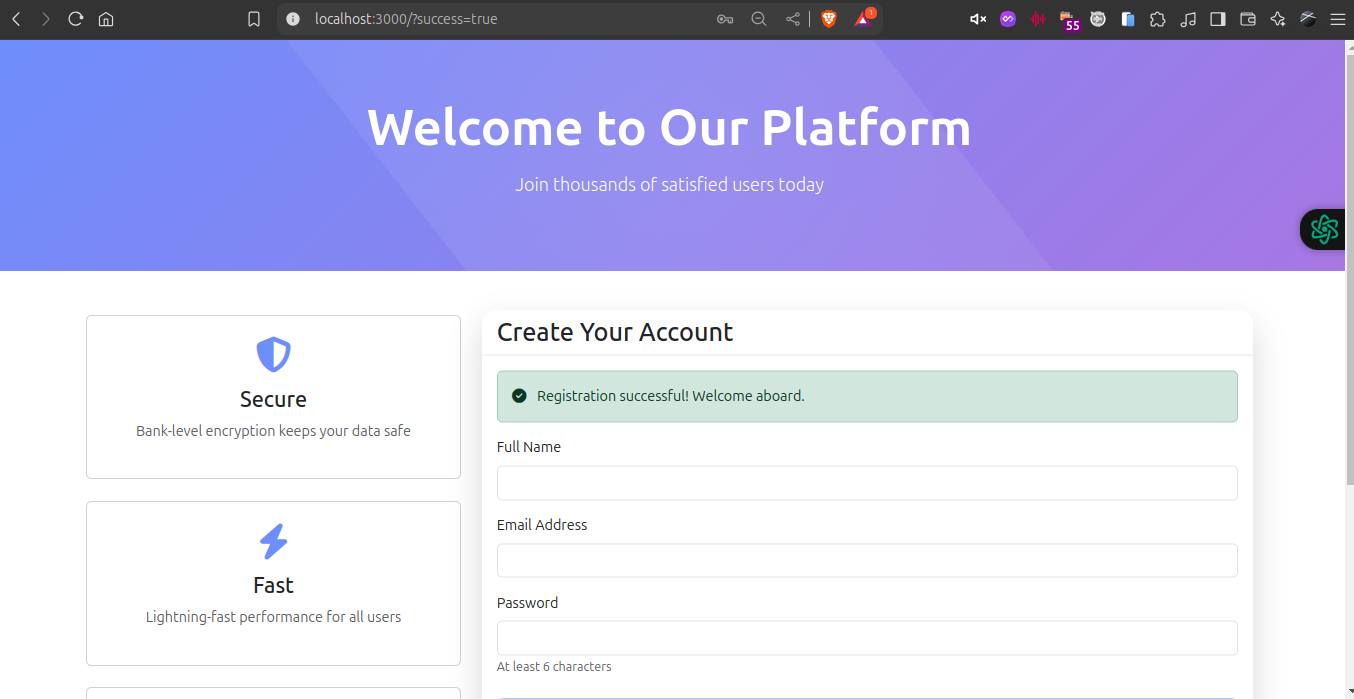 localhost:3000/?success=true
1
55
Welcome to Our Platform
Join thousands of satisfied users today
Secure
Bank-level encryption keeps your data safe
Fast
Lightning-fast performance for all users
Create Your Account
Registration successful! Welcome aboard.
Full Name
Email Address
Password
At least 6 characters